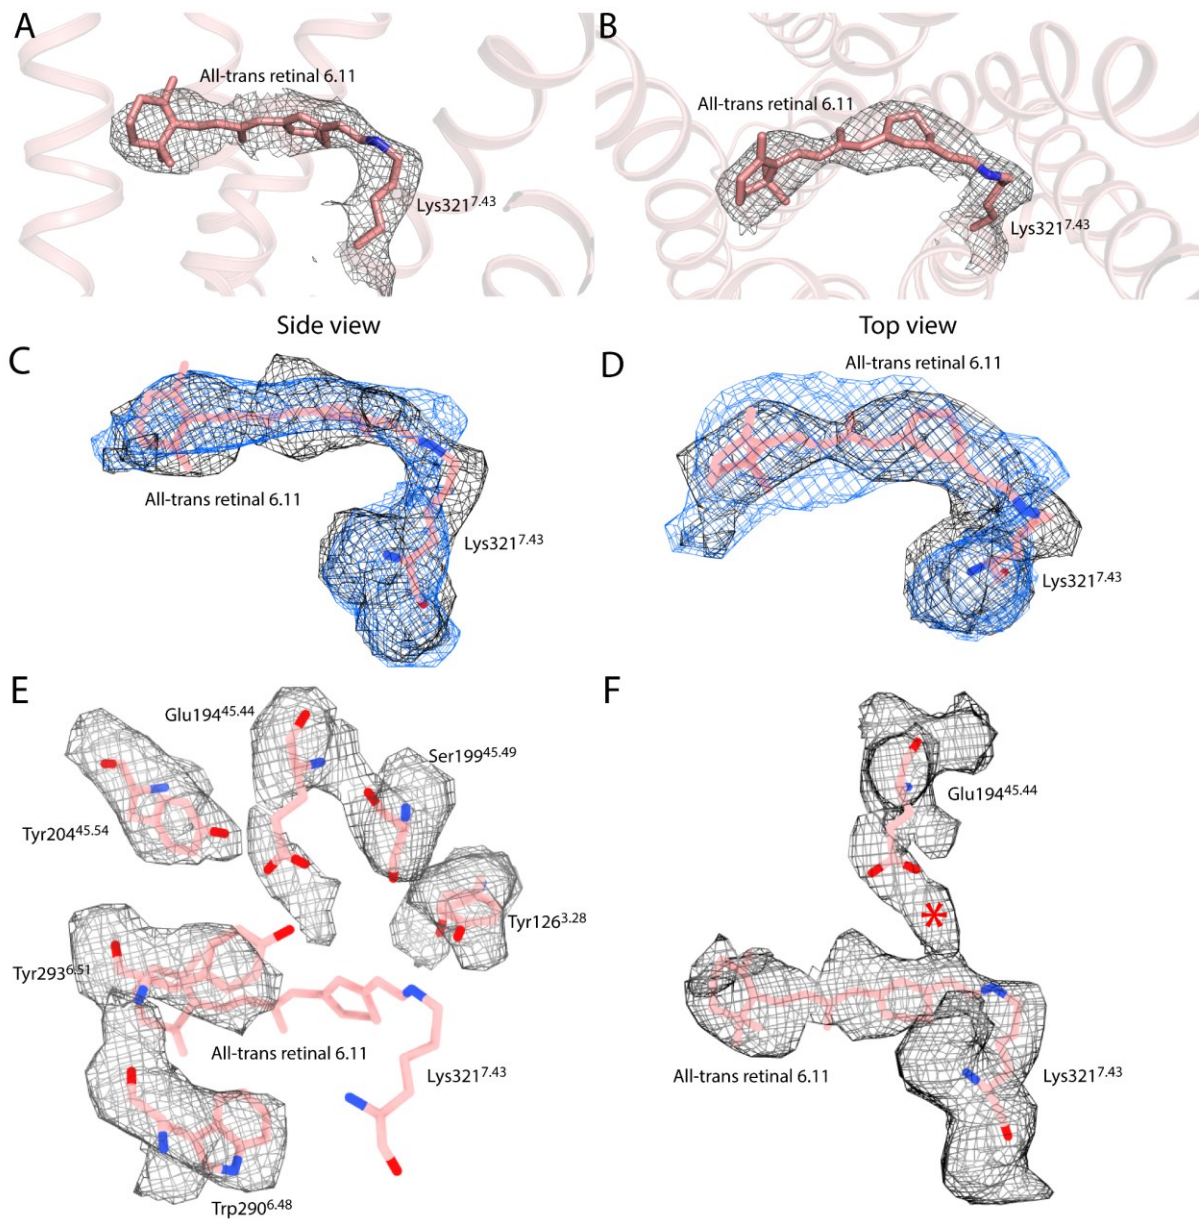 A
B
All-trans retinal 6.11
All-trans retinal 6.11
Lys321^7.43
Lys321^7.43
Side view
Top view
C
D
All-trans retinal 6.11
All-trans retinal 6.11
Lys321^7.43
Lys321^7.43
E
F
Glu194^45.44
Ser199^45.49
Glu194^45.44
Tyr204^45.54
Tyr126^3.28
*
Tyr293^6.51
All-trans retinal 6.11
Lys321^7.43
All-trans retinal 6.11
Lys321^7.43
Trp290^6.48